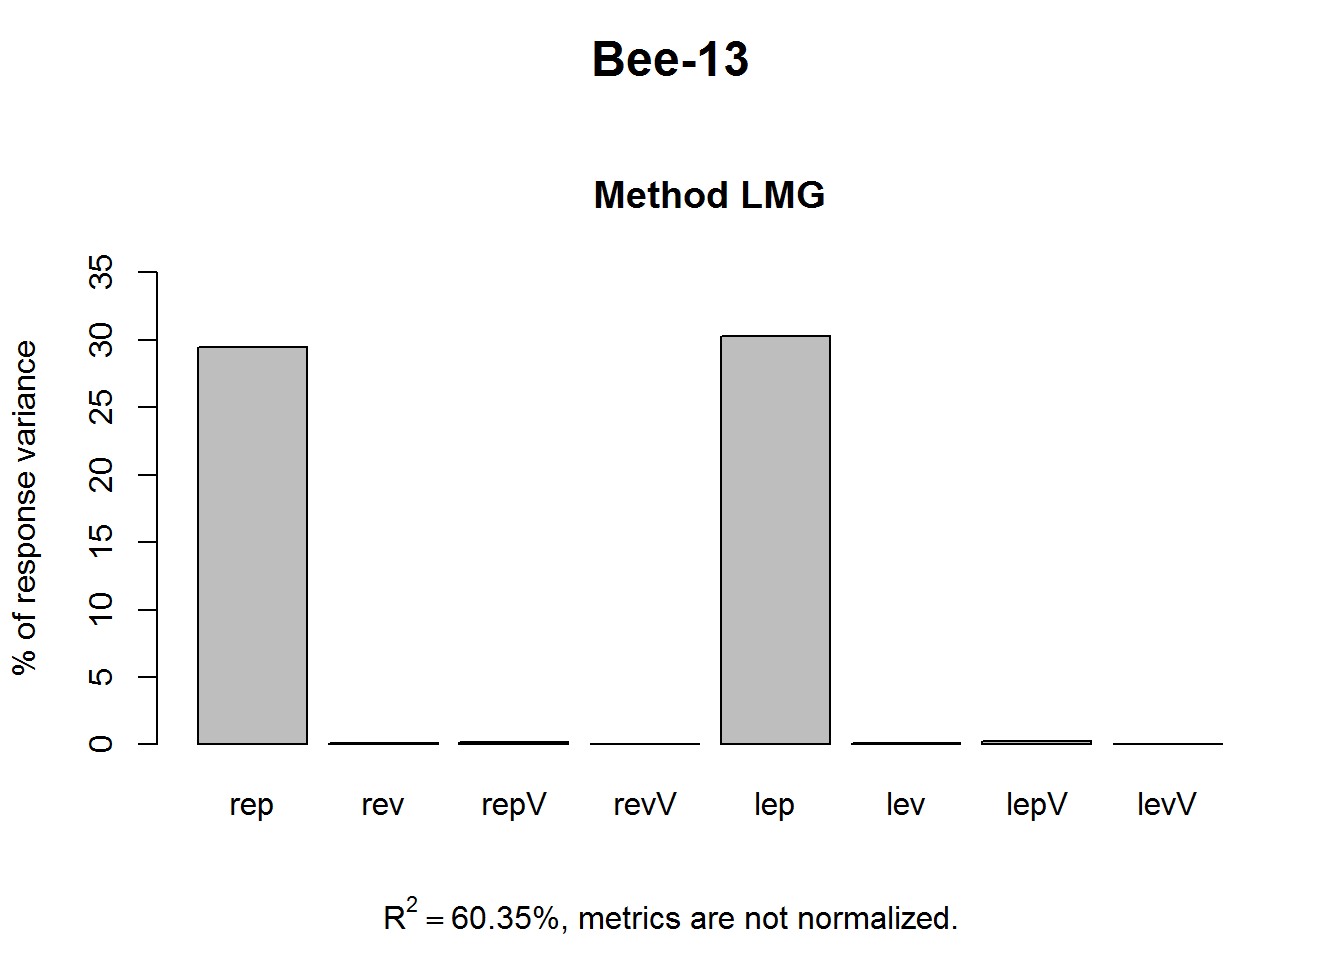 Bee-13
Method LMG
% of response variance
35
30
25
20
15
10
5
0
rep rev repV revV lep lev lepV levV
R² = 60.35%, metrics are not normalized.